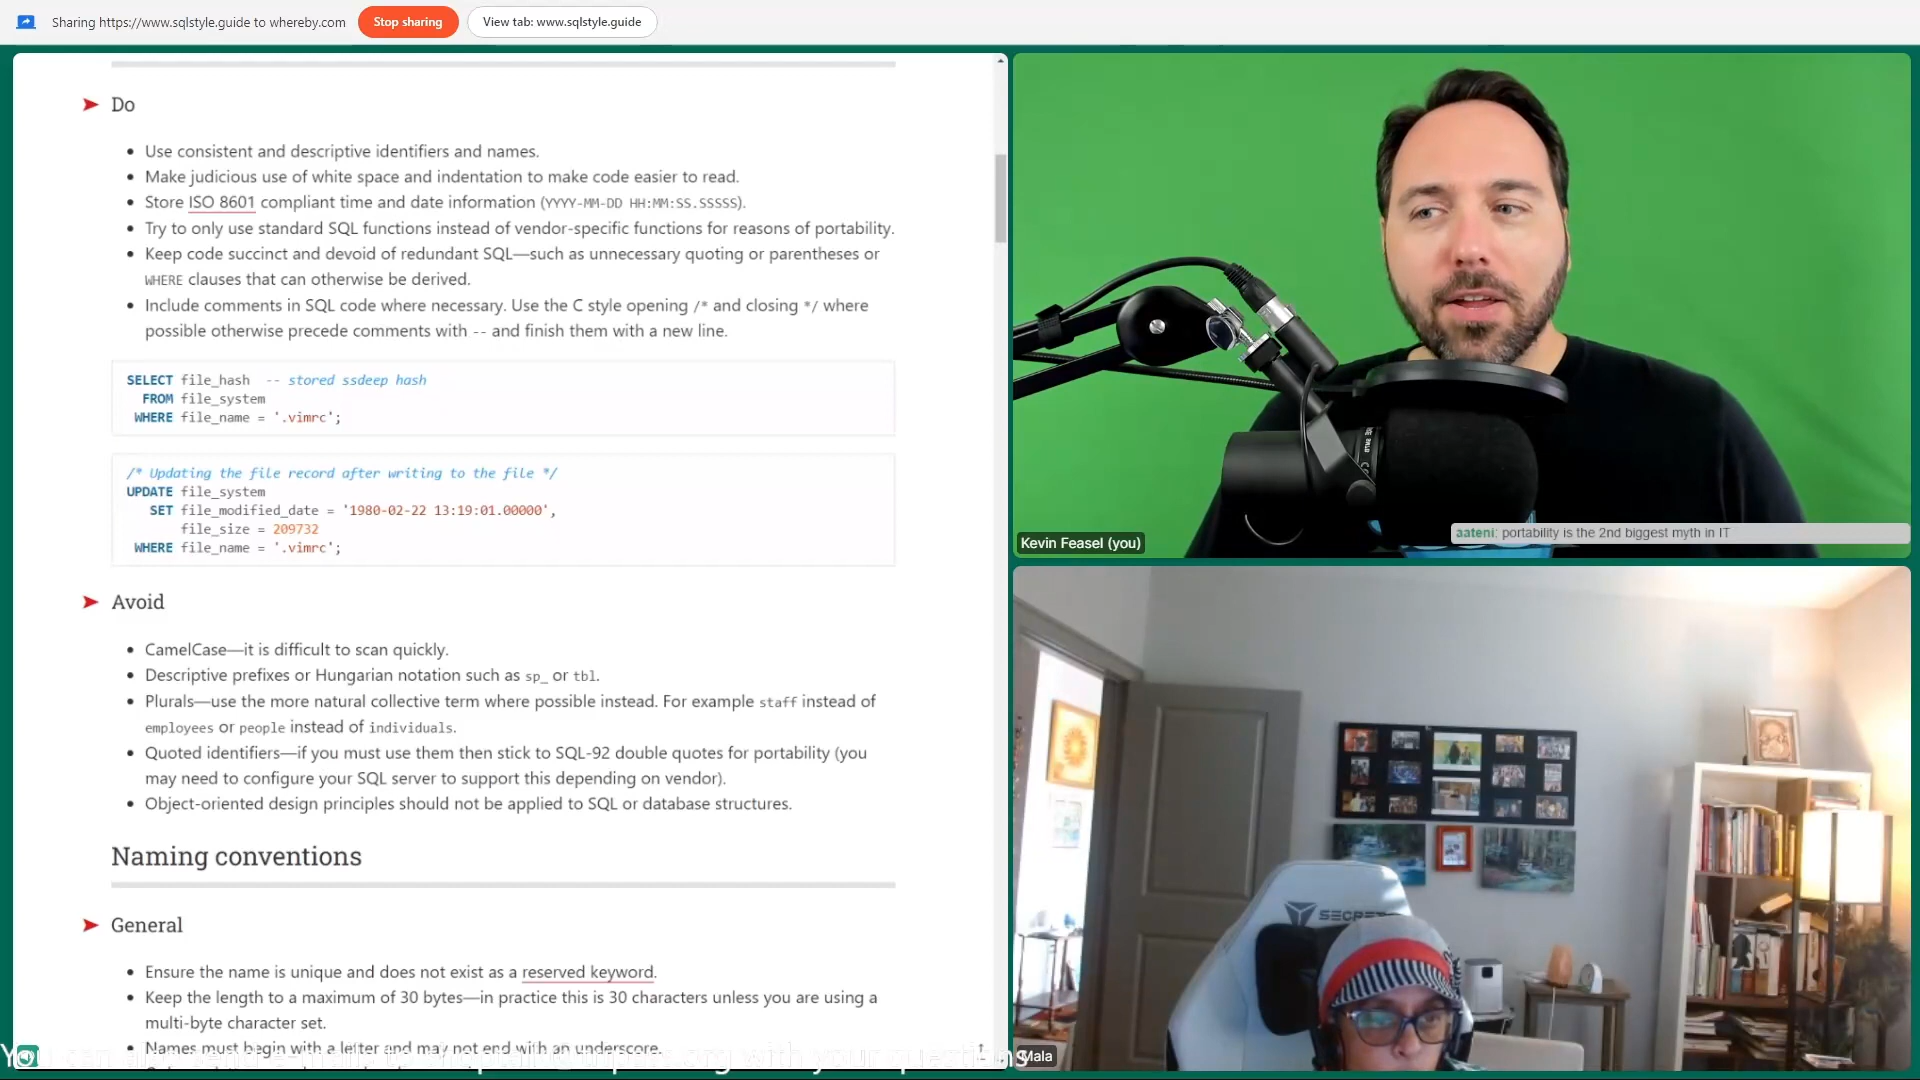 Sharing https://www.sqlstyle.guide to whereby.com
Stop sharing
View tab: www.sqlstyle.guide
Do
Use consistent and descriptive identifiers and names.
Make judicious use of white space and indentation to make code easier to read.
Store ISO 8601 compliant time and date information (YYYY-MM-DD HH:MM:SS.SSSSS).
Try to only use standard SQL functions instead of vendor-specific functions for reasons of portability.
Keep code succinct and devoid of redundant SQL—such as unnecessary quoting or parentheses or
WHERE clauses that can otherwise be derived.
Include comments in SQL code where necessary. Use the C style opening /* and closing */ where
possible otherwise precede comments with -- and finish them with a new line.
SELECT file_hash -- stored ssdeep hash
FROM file_system
WHERE file_name = '.vimrc';
/* Updating the file record after writing to the file */
UPDATE file_system
SET file_modified_date = '1980-02-22 13:19:01.00000',
file_size = 209732
WHERE file_name = '.vimrc';
Avoid
CamelCase—it is difficult to scan quickly.
Descriptive prefixes or Hungarian notation such as sp_ or tbl.
Plurals—use the more natural collective term where possible instead. For example staff instead of
employees or people instead of individuals.
Quoted identifiers—if you must use them then stick to SQL-92 double quotes for portability (you
may need to configure your SQL server to support this depending on vendor).
Object-oriented design principles should not be applied to SQL or database structures.
Naming conventions
General
Ensure the name is unique and does not exist as a reserved keyword.
Keep the length to a maximum of 30 bytes—in practice this is 30 characters unless you are using a
multi-byte character set.
Names must begin with a letter and may not end with an underscore.
You can also send e-mails to with your questions
Kevin Feasel (you)
aateni: portability is the 2nd biggest myth in IT
SECRET
Mala